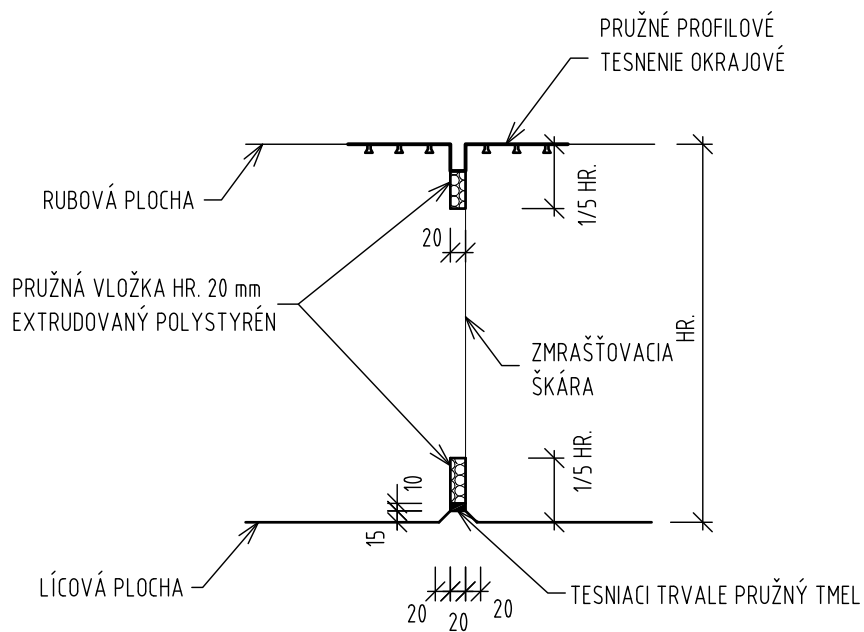 PRUŽNÉ PROFILOVÉ
TESNENIE OKRAJOVÉ
RUBOVÁ PLOCHA
1/5 HR.
20
PRUŽNÁ VLOŽKA HR. 20 mm
EXTRUDOVANÝ POLYSTYRÉN
HR.
ZMRAŠŤOVACIA
ŠKÁRA
1/5 HR.
10
15
LÍCOVÁ PLOCHA
TESNIACI TRVALE PRUŽNÝ TMEL
20
20
20